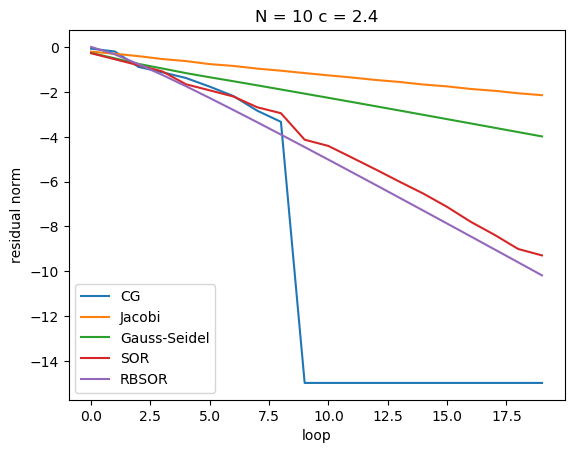 N = 10 c = 2.4
residual norm
0
−2
−4
−6
−8
−10
−12
−14
CG
Jacobi
Gauss-Seidel
SOR
RBSOR
0.0 2.5 5.0 7.5 10.0 12.5 15.0 17.5
loop